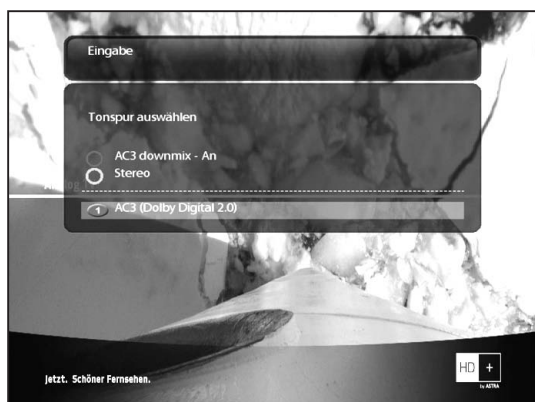 Eingabe
Tonspur auswählen
AC3 downmix - An
Stereo
1 AC3 (Dolby Digital 2.0)
Jetzt. Schöner Fernsehen.
HD +
by ASTRA